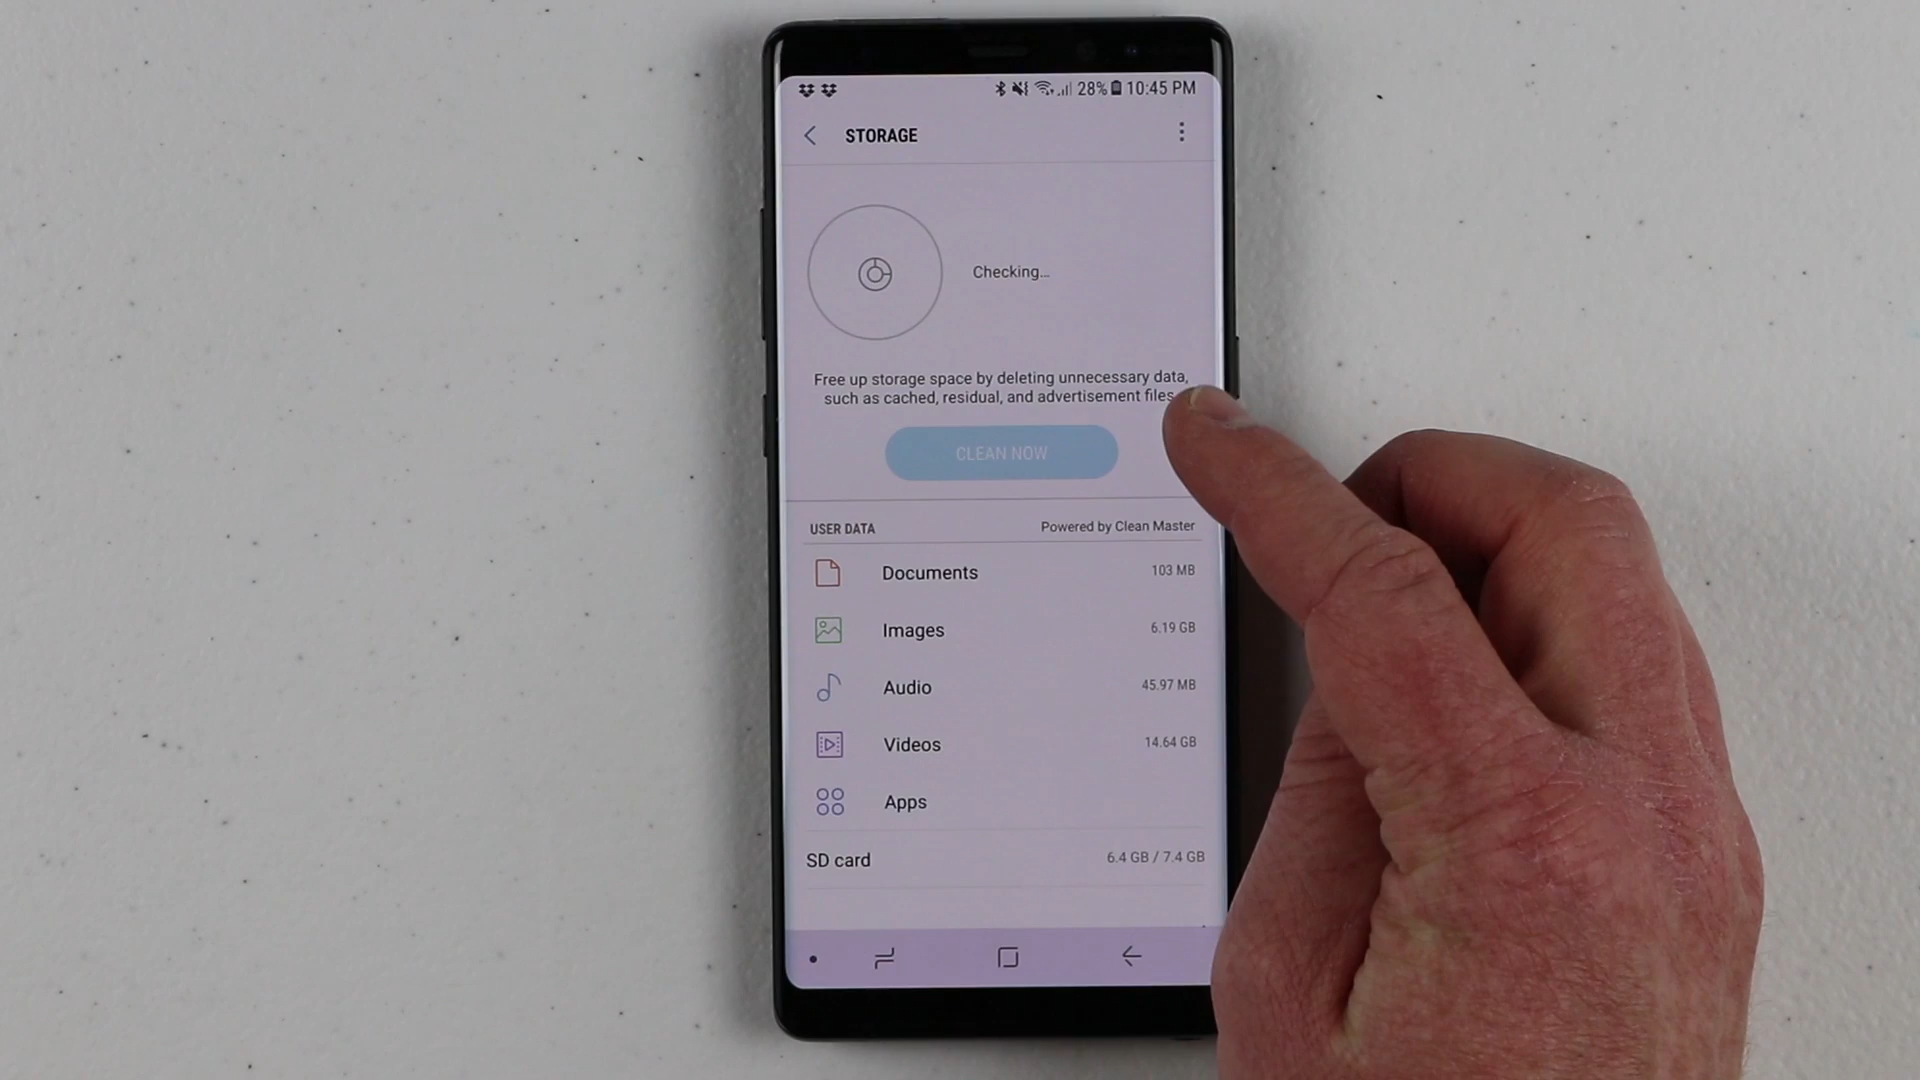 28% 10:45 PM
STORAGE
Checking...
Free up storage space by deleting unnecessary data,
such as cached, residual, and advertisement files
CLEAN NOW
USER DATA Powered by Clean Master
Documents 103 MB
Images 6.19 GB
Audio 45.97 MB
Videos 14.64 GB
Apps
SD card 6.4 GB / 7.4 GB